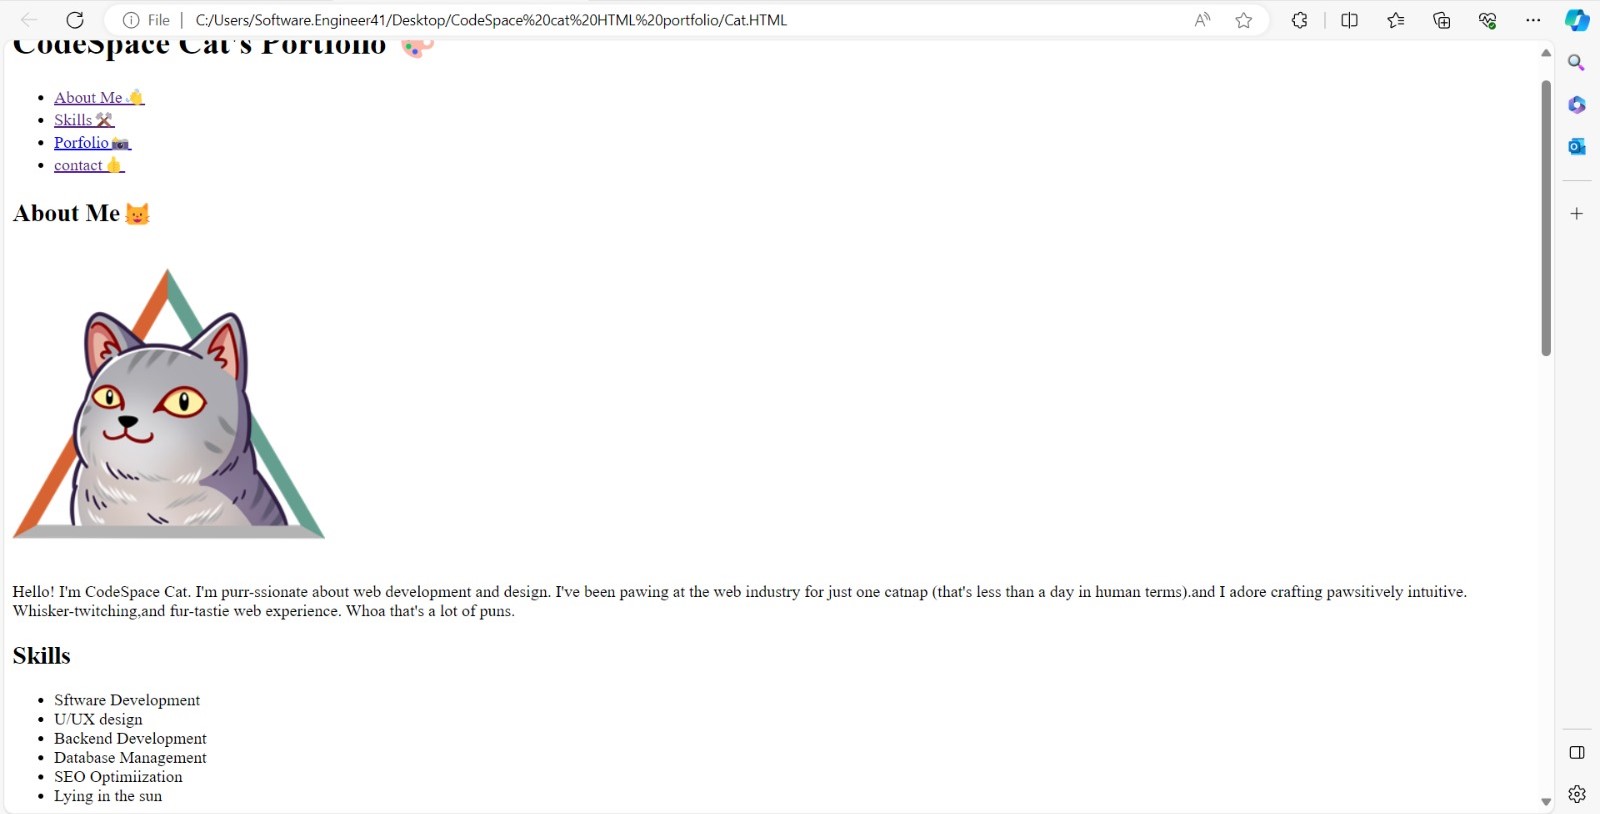 File | C:/Users/Software.Engineer41/Desktop/CodeSpace%20cat%20HTML%20portfolio/Cat.HTML
CodeSpace Cat's Portfolio 🎨
• About Me 👋
• Skills ⚒️
• Porfolio 📸
• contact 👍
About Me 🐱
Hello! I'm CodeSpace Cat. I'm purr-ssionate about web development and design. I've been pawing at the web industry for just one catnap (that's less than a day in human terms).and I adore crafting pawsitively intuitive.
Whisker-twitching,and fur-tastie web experience. Whoa that's a lot of puns.
Skills
• Sftware Development
• U/UX design
• Backend Development
• Database Management
• SEO Optimiization
• Lying in the sun